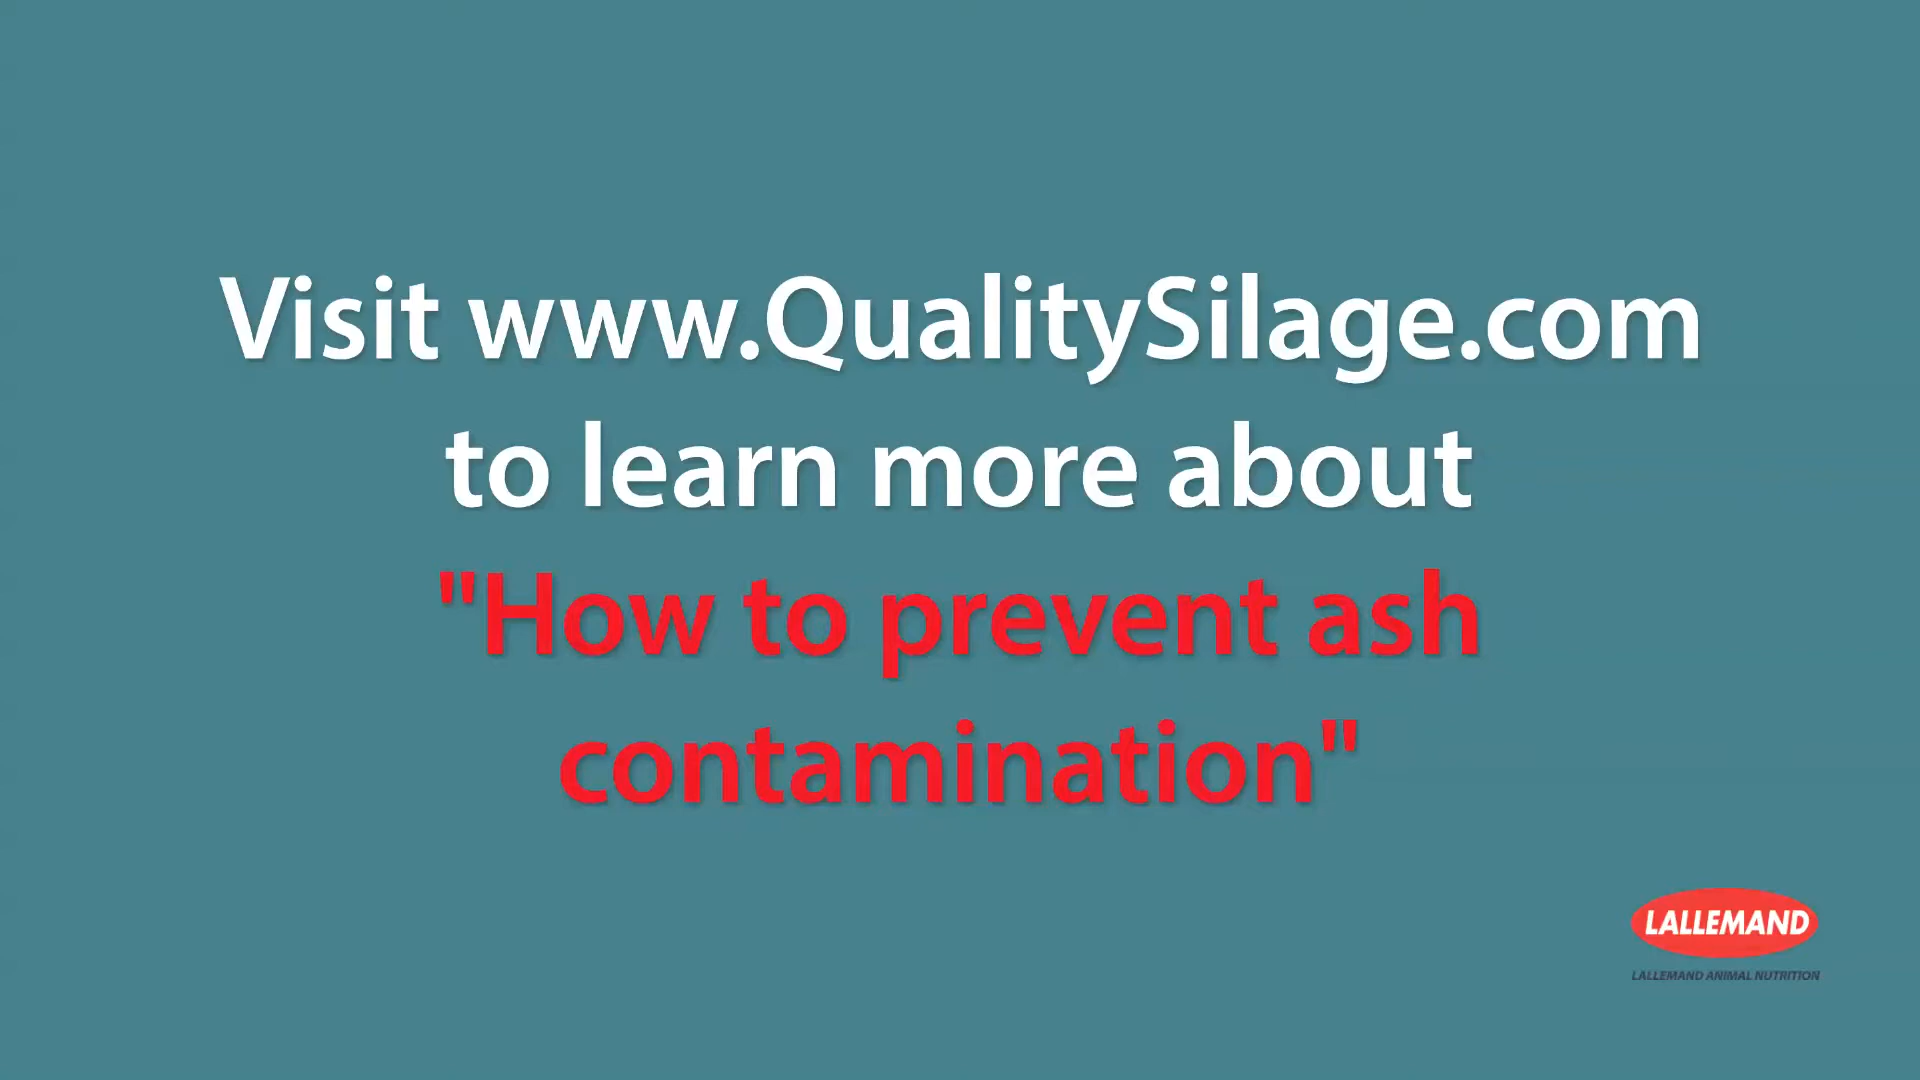 Visit www.QualitySilage.com
to learn more about
"How to prevent ash
contamination"
LALLEMAND
LALLEMAND ANIMAL NUTRITION